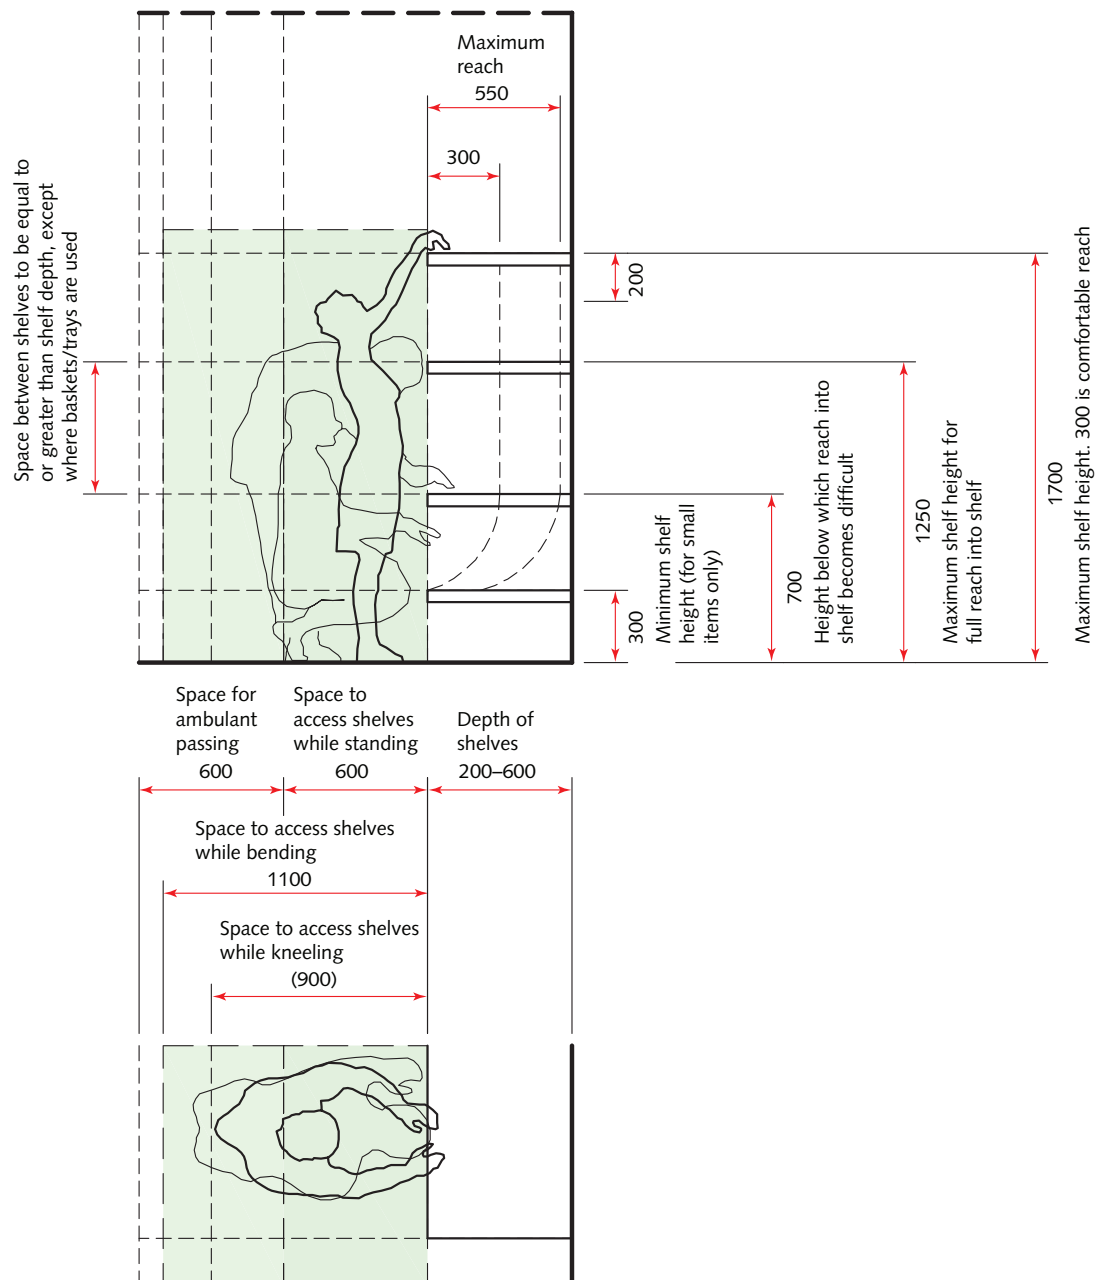 Maximum
reach
550
300
Space between shelves to be equal to
or greater than shelf depth, except
where baskets/trays are used
200
300
Minimum shelf
height (for small
items only)
700
Height below which reach into
shelf becomes difficult
1250
Maximum shelf height for
full reach into shelf
1700
Maximum shelf height. 300 is comfortable reach
Space for
ambulant
passing
600
Space to
access shelves
while standing
600
Depth of
shelves
200–600
Space to access shelves
while bending
1100
Space to access shelves
while kneeling
(900)